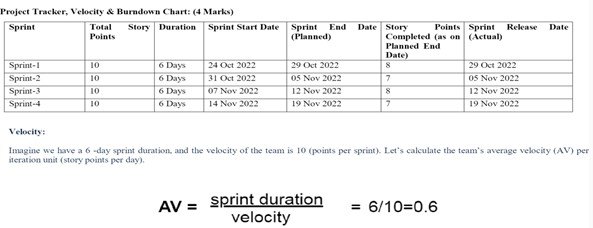 Project Tracker, Velocity & Burndown Chart: (4 Marks)
Sprint | Total Story Points | Duration | Sprint Start Date | Sprint End Date (Planned) | Story Points Completed (as on Planned End Date) | Sprint Release Date (Actual)
Sprint-1 | 10 | 6 Days | 24 Oct 2022 | 29 Oct 2022 | 8 | 29 Oct 2022
Sprint-2 | 10 | 6 Days | 31 Oct 2022 | 05 Nov 2022 | 7 | 05 Nov 2022
Sprint-3 | 10 | 6 Days | 07 Nov 2022 | 12 Nov 2022 | 8 | 12 Nov 2022
Sprint-4 | 10 | 6 Days | 14 Nov 2022 | 19 Nov 2022 | 7 | 19 Nov 2022
Velocity:
Imagine we have a 6 -day sprint duration, and the velocity of the team is 10 (points per sprint). Let's calculate the team's average velocity (AV) per
iteration unit (story points per day).
AV = sprint duration / velocity = 6/10=0.6